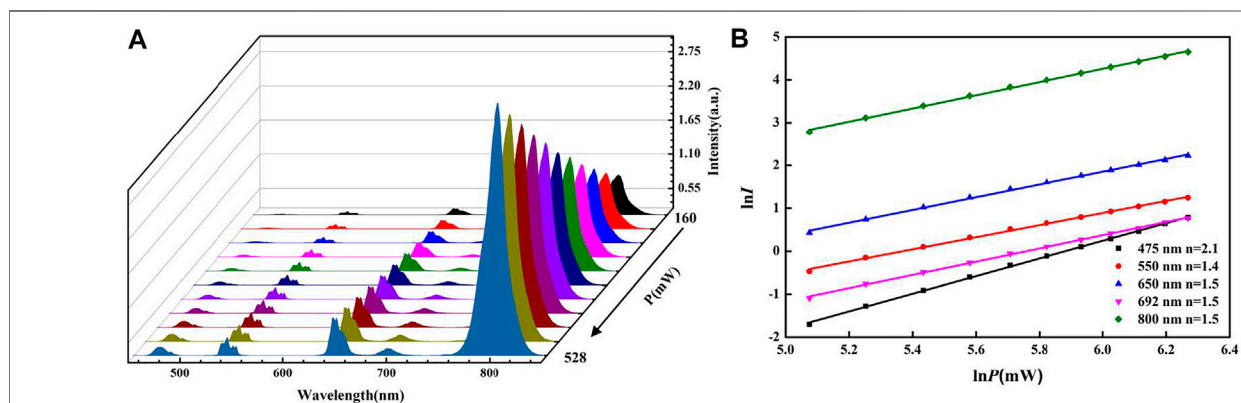 A
2.75
2.20
1.65
1.10
0.55
Intensity(a.u.)
160
P(mW)
528
500 600 700 800
Wavelength(nm)
B
5
4
3
2
1
0
-1
-2
lnI
475 nm n=2.1
550 nm n=1.4
650 nm n=1.5
692 nm n=1.5
800 nm n=1.5
5.0 5.2 5.4 5.6 5.8 6.0 6.2 6.4
lnP(mW)